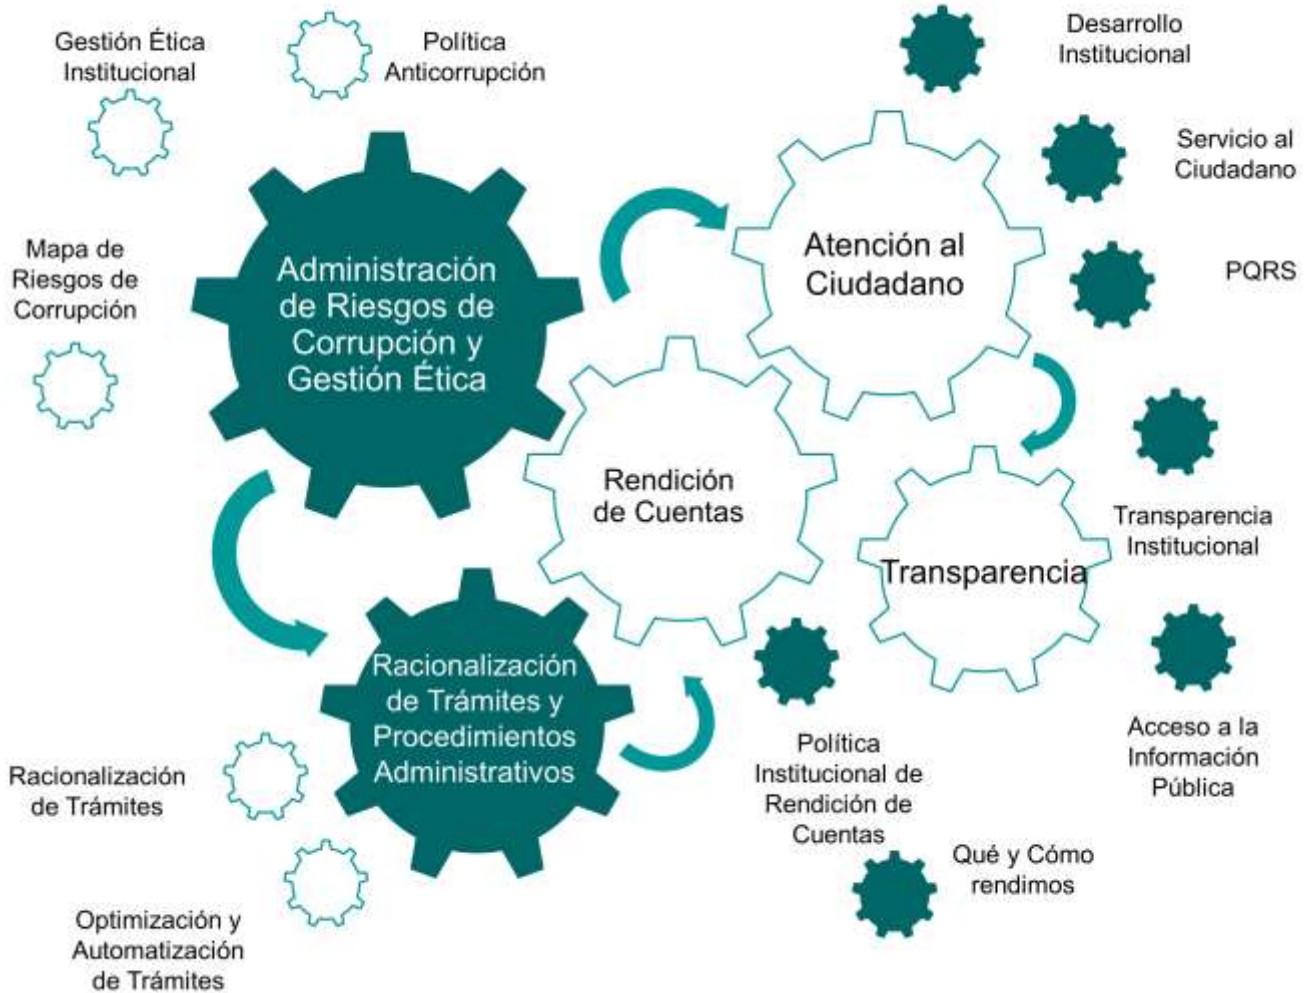 Gestión Ética
Institucional
Política
Anticorrupción
Desarrollo
Institucional
Servicio al
Ciudadano
PQRS
Mapa de
Riesgos de
Corrupción
Administración
de Riesgos de
Corrupción y
Gestión Ética
Atención al
Ciudadano
Rendición
de Cuentas
Transparencia
Institucional
Transparencia
Racionalización
de Trámites y
Procedimientos
Administrativos
Racionalización
de Trámites
Optimización y
Automatización
de Trámites
Política
Institucional de
Rendición de
Cuentas
Qué y Cómo
rendimos
Acceso a la
Información
Pública